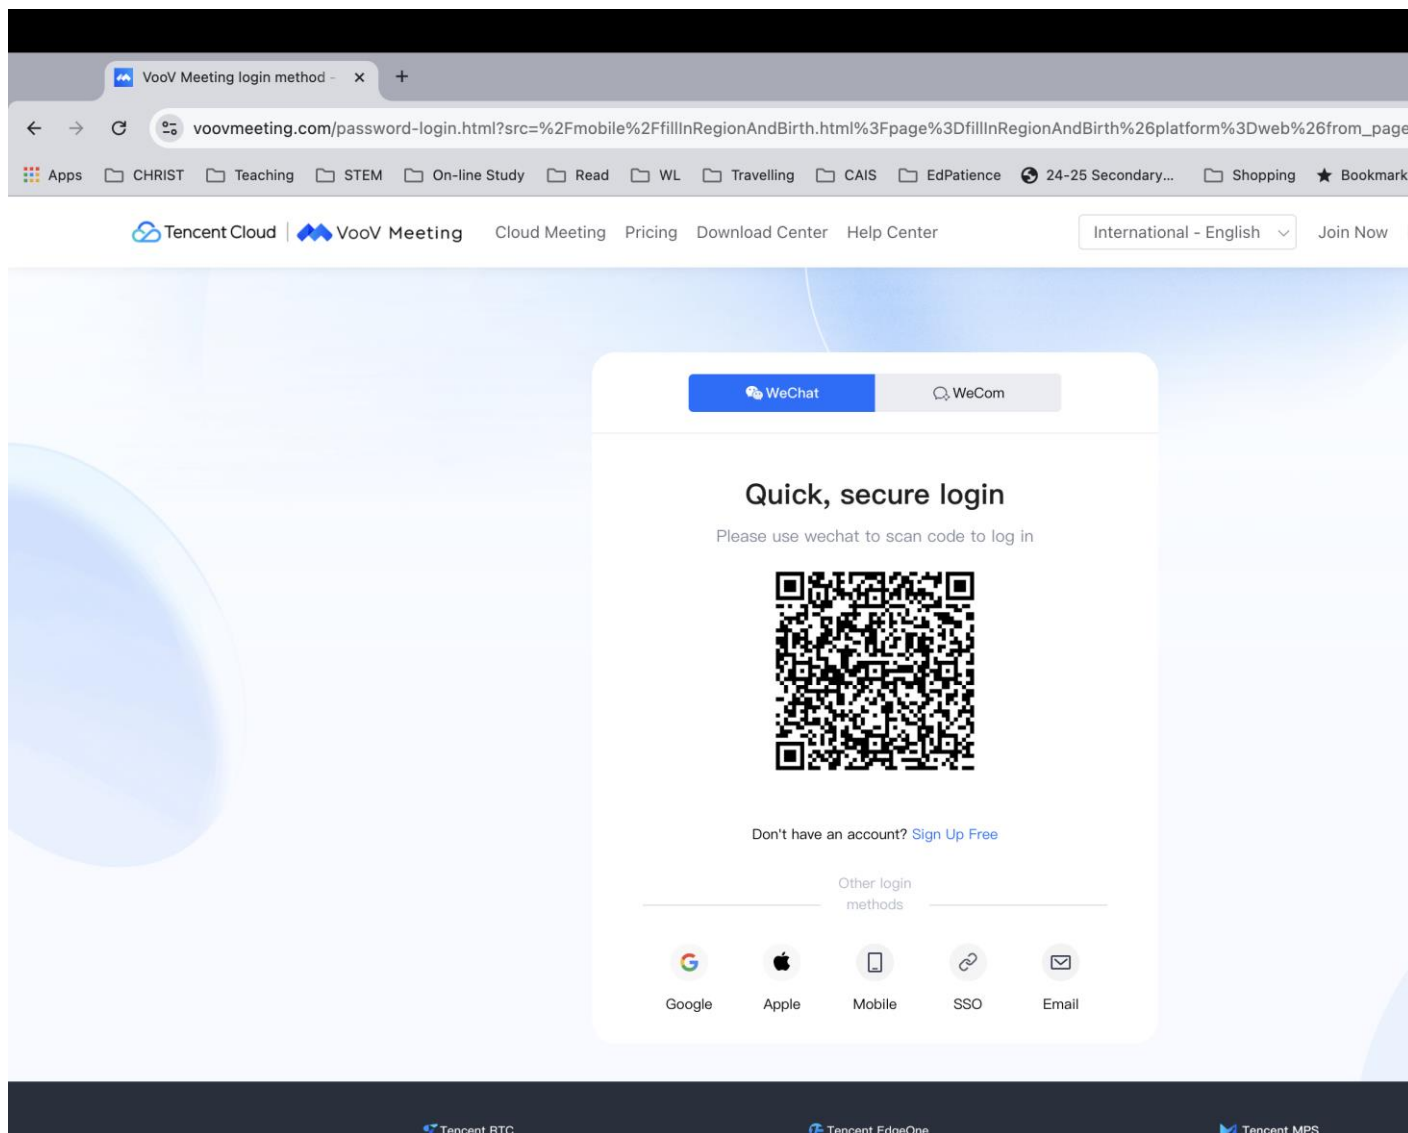 VooV Meeting login method -
voovmeeting.com/password-login.html?src=%2Fmobile%2FfillInRegionAndBirth.html%3Fpage%3DfillInRegionAndBirth%26platform%3Dweb%26from_page
Apps CHRIST Teaching STEM On-line Study Read WL Travelling CAIS EdPatience 24-25 Secondary... Shopping Bookmark
Tencent Cloud | VooV Meeting Cloud Meeting Pricing Download Center Help Center International - English Join Now
WeChat WeCom
Quick, secure login
Please use wechat to scan code to log in
Don't have an account? Sign Up Free
Other login
methods
Google Apple Mobile SSO Email
Tencent RTC Tencent EdgeOne Tencent MPS